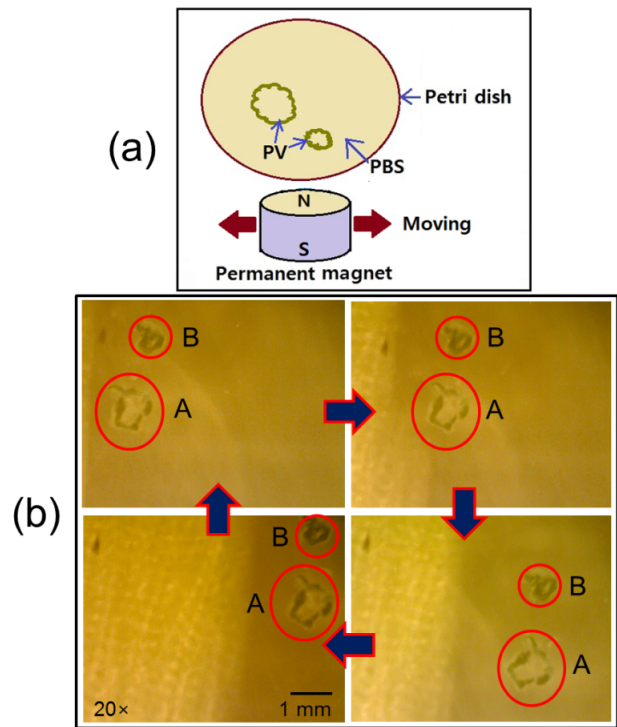 (a)
Petri dish
PV
PBS
N
Moving
S
Permanent magnet
(b)
B
A
B
A
B
A
20×
1 mm
B
A